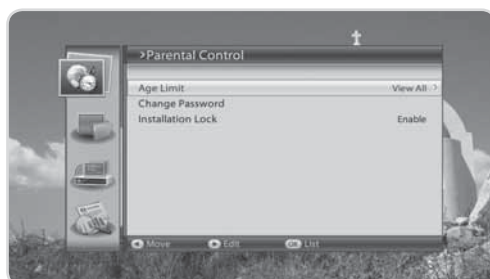 >Parental Control
Age Limit View All >
Change Password
Installation Lock Enable
Move Edit OK List